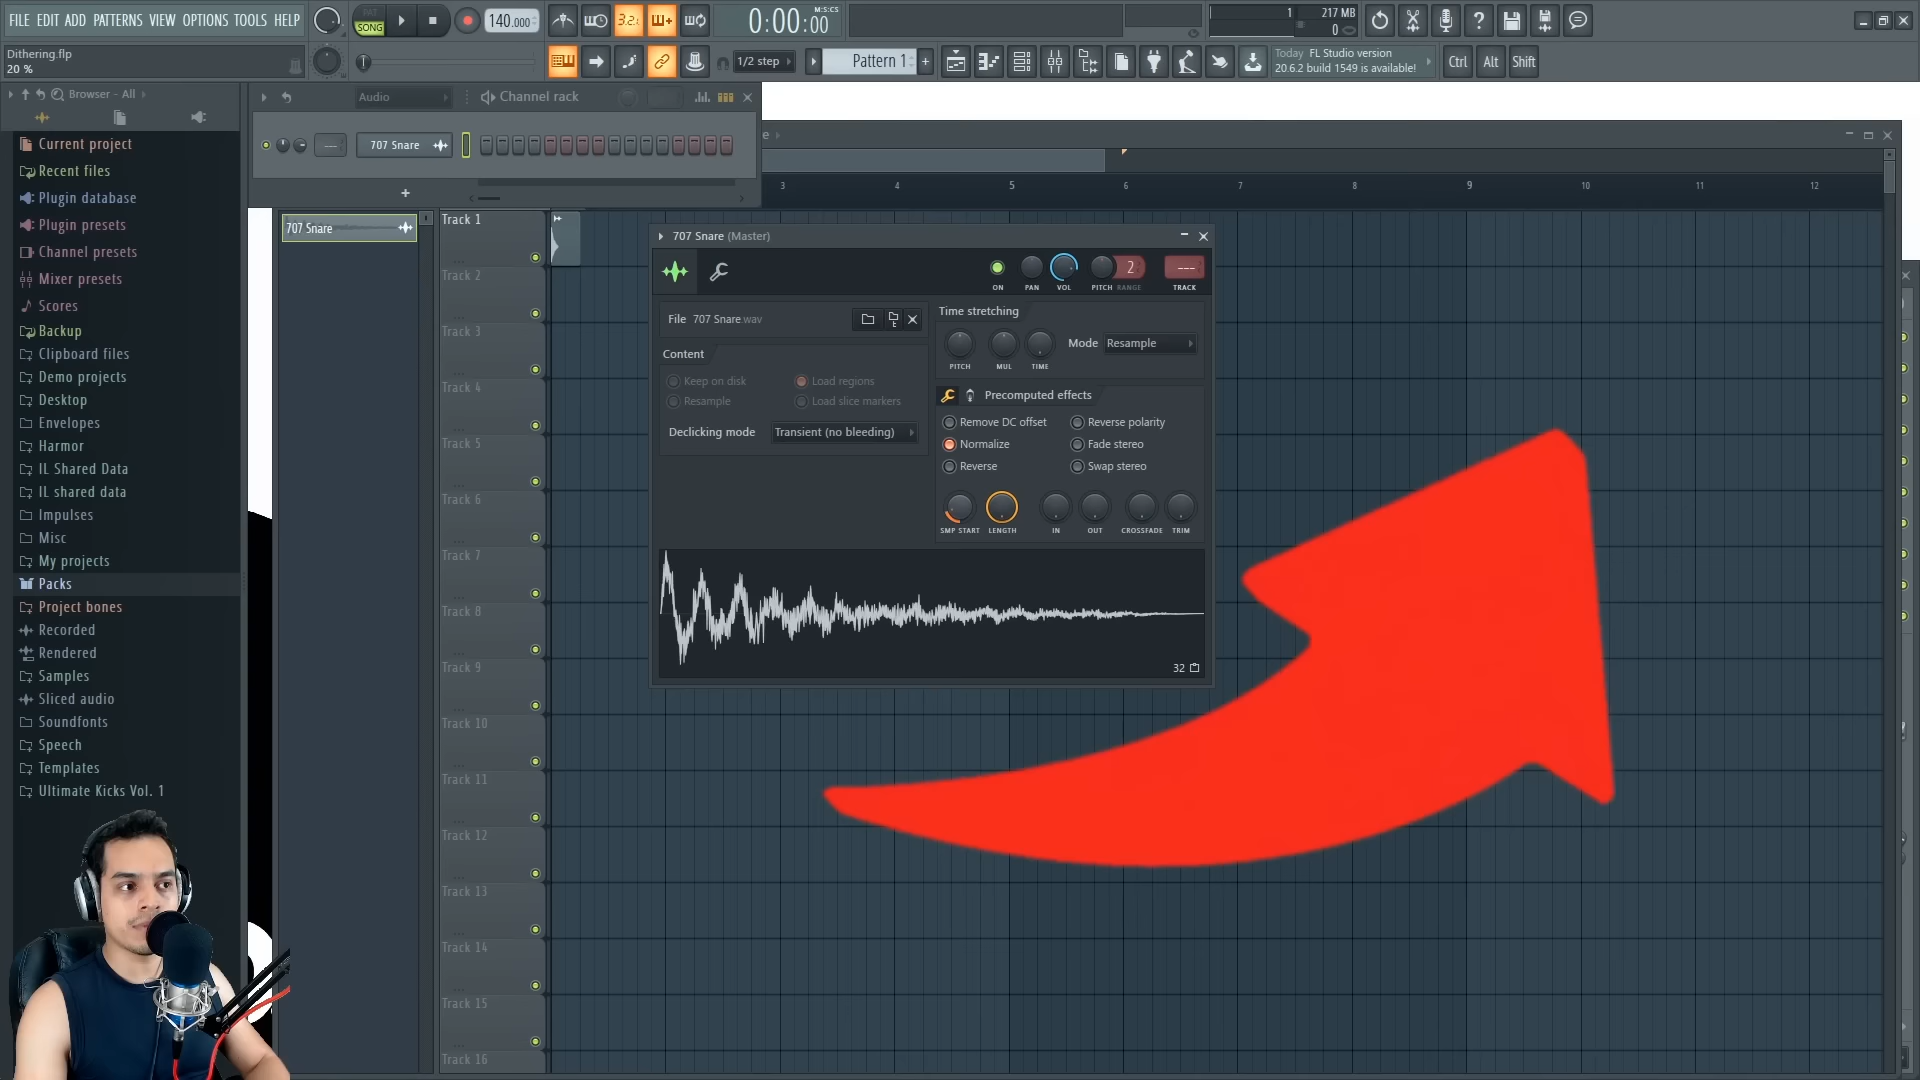 FILE EDIT ADD PATTERNS VIEW OPTIONS TOOLS HELP
PAT
SONG
140.000
3.2.
0:00:00
M:S:CS
1
217 MB
0
Dithering.flp
20 %
1/2 step
Pattern 1
+
Today FL Studio version
20.6.2 build 1549 is available!
Ctrl
Alt
Shift
Browser - All
Audio
Channel rack
707 Snare
+
Current project
Recent files
Plugin database
Plugin presets
Channel presets
Mixer presets
Scores
Backup
Clipboard files
Demo projects
Desktop
Envelopes
Harmor
IL Shared Data
IL shared data
Impulses
Misc
My projects
Packs
Project bones
Recorded
Rendered
Samples
Sliced audio
Soundfonts
Speech
Templates
Ultimate Kicks Vol. 1
707 Snare
3 4 5 6 7 8 9 10 11 12
Track 1
Track 2
Track 3
Track 4
Track 5
Track 6
Track 7
Track 8
Track 9
Track 10
Track 11
Track 12
Track 13
Track 14
Track 15
Track 16
707 Snare (Master)
2
---
ON PAN VOL PITCH RANGE TRACK
File 707 Snare.wav
Content
Keep on disk
Load regions
Resample
Load slice markers
Declicking mode Transient (no bleeding)
Time stretching
Mode Resample
PITCH MUL TIME
Precomputed effects
Remove DC offset
Reverse polarity
Normalize
Fade stereo
Reverse
Swap stereo
SMP START LENGTH IN OUT CROSSFADE TRIM
32